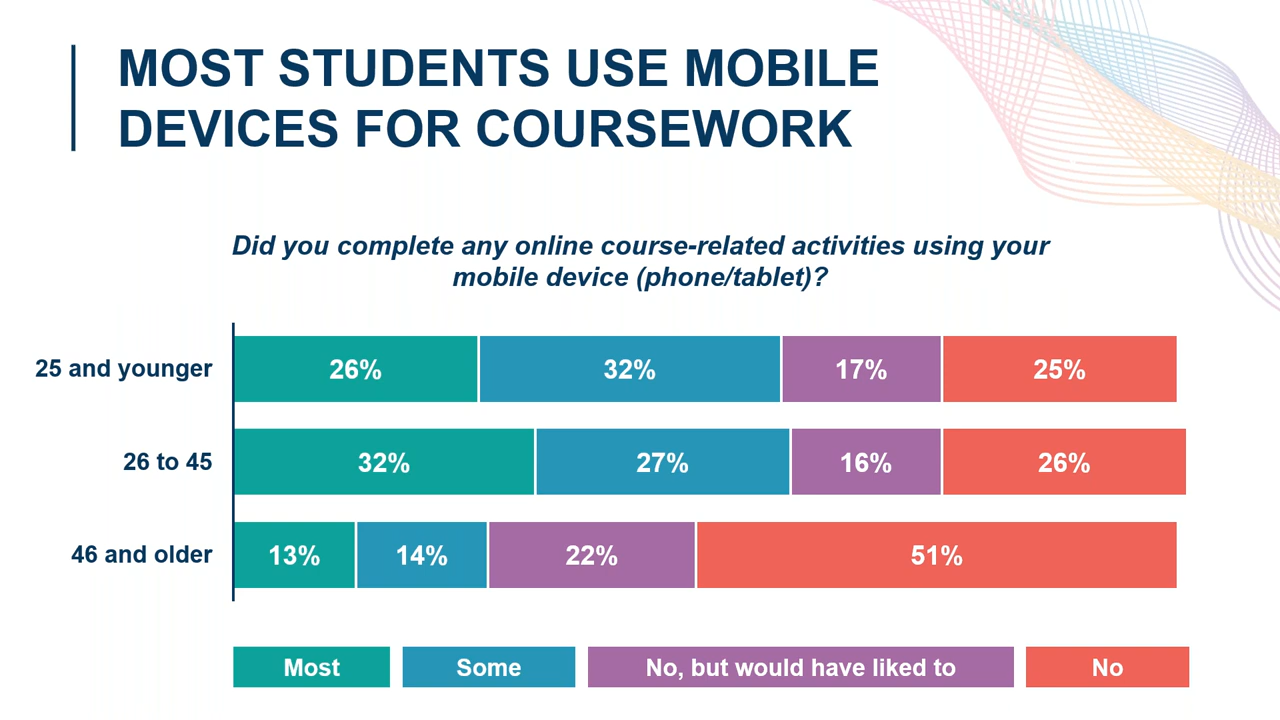 MOST STUDENTS USE MOBILE
DEVICES FOR COURSEWORK
Did you complete any online course-related activities using your
mobile device (phone/tablet)?
25 and younger 26% 32% 17% 25%
26 to 45 32% 27% 16% 26%
46 and older 13% 14% 22% 51%
Most Some No, but would have liked to No